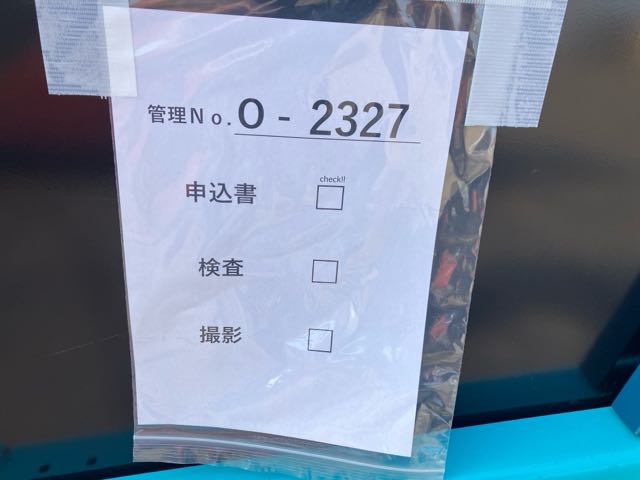 管理No. O - 2327
check!!
申込書 □
検査 □
撮影 □